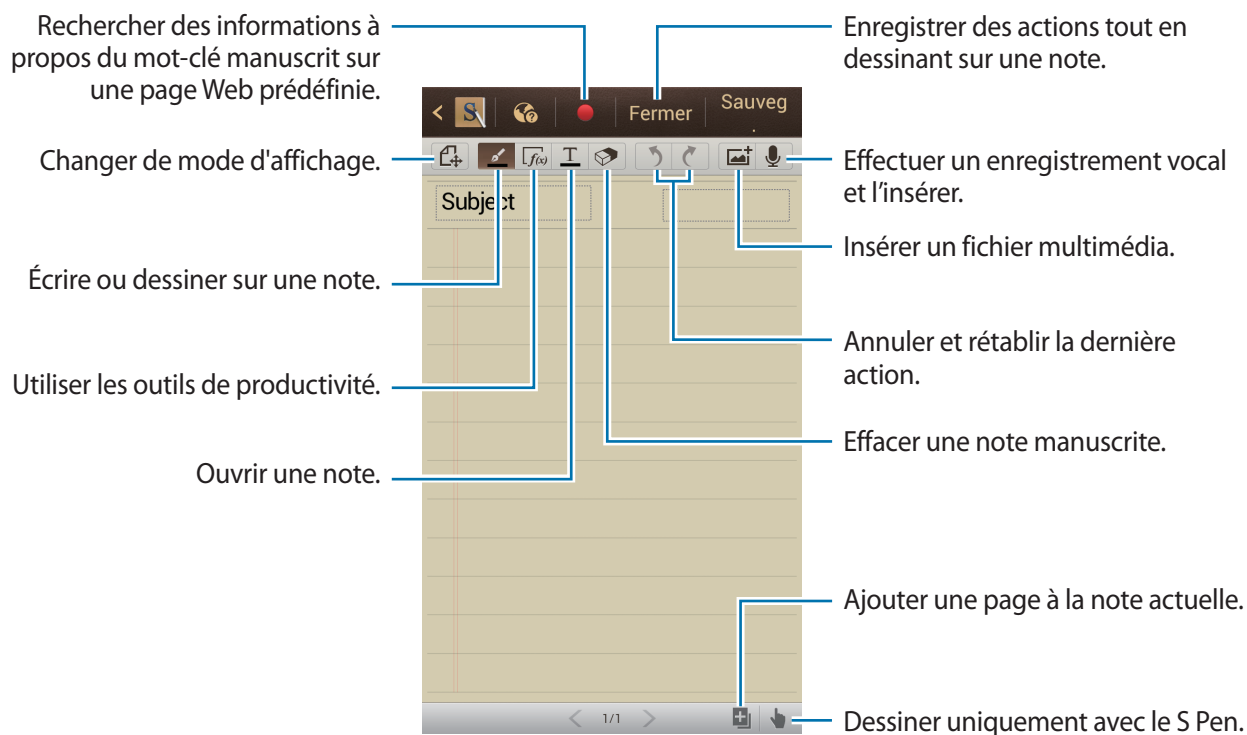 Rechercher des informations à
propos du mot-clé manuscrit sur
une page Web prédéfinie.
Enregistrer des actions tout en
dessinant sur une note.
S
Fermer
Sauveg
.
Changer de mode d'affichage.
f(x)
T
Effectuer un enregistrement vocal
et l’insérer.
Subject
Insérer un fichier multimédia.
Écrire ou dessiner sur une note.
Annuler et rétablir la dernière
action.
Utiliser les outils de productivité.
Effacer une note manuscrite.
Ouvrir une note.
Ajouter une page à la note actuelle.
1/1
Dessiner uniquement avec le S Pen.